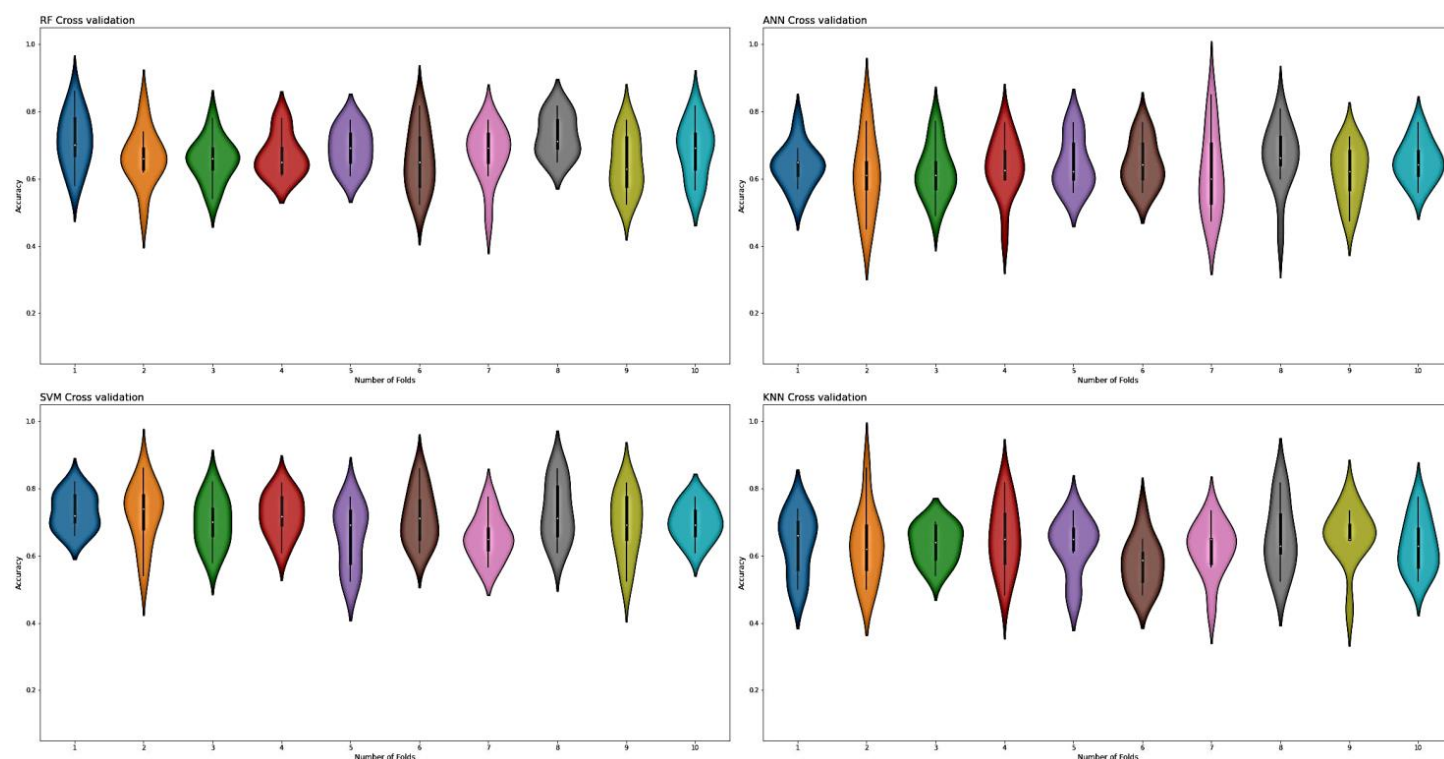 RF Cross validation
1.0
0.8
0.6
0.4
0.2
Accuracy
1 2 3 4 5 6 7 8 9 10
Number of Folds
ANN Cross validation
1.0
0.8
0.6
0.4
0.2
Accuracy
1 2 3 4 5 6 7 8 9 10
Number of Folds
SVM Cross validation
1.0
0.8
0.6
0.4
0.2
Accuracy
1 2 3 4 5 6 7 8 9 10
Number of Folds
KNN Cross validation
1.0
0.8
0.6
0.4
0.2
Accuracy
1 2 3 4 5 6 7 8 9 10
Number of Folds